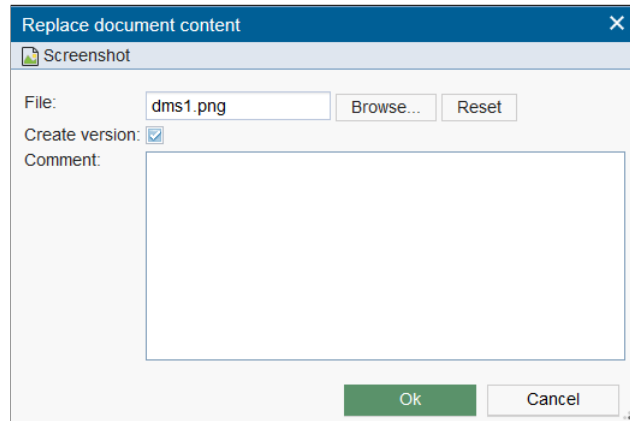 Replace document content
Screenshot
File: dms1.png Browse... Reset
Create version:
Comment:
Ok Cancel